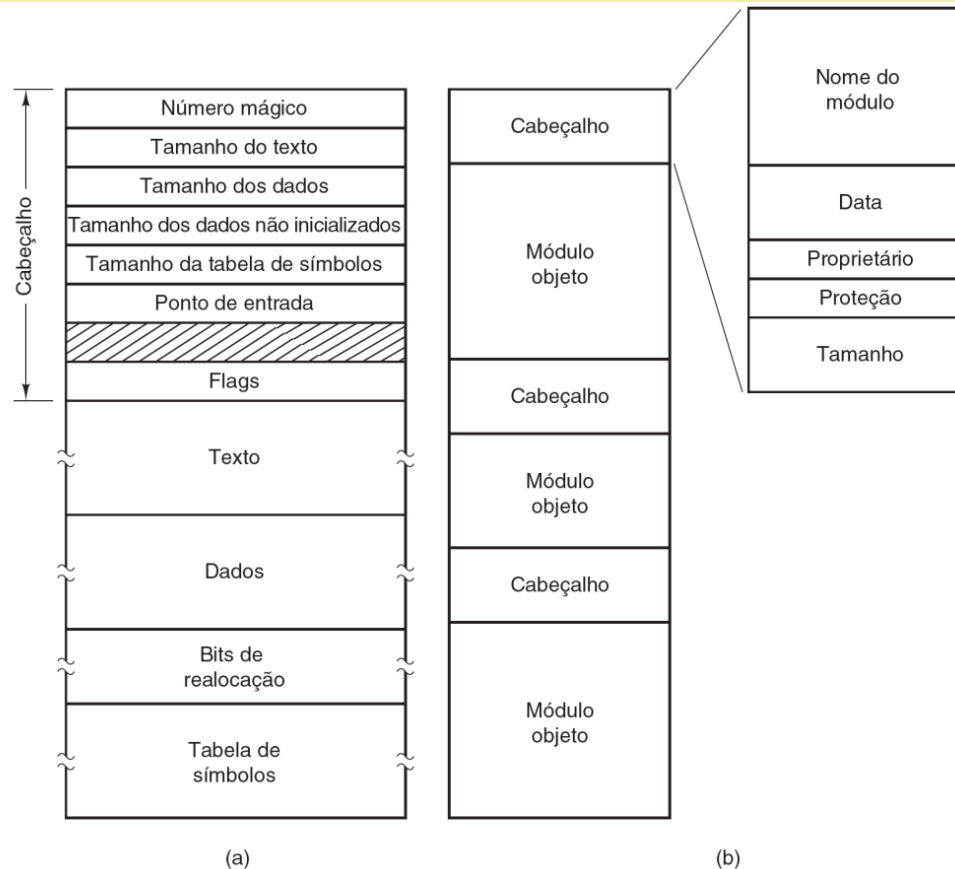 Cabeçalho
Número mágico
Tamanho do texto
Tamanho dos dados
Tamanho dos dados não inicializados
Tamanho da tabela de símbolos
Ponto de entrada
Flags
Texto
Dados
Bits de
realocação
Tabela de
símbolos
(a)
Cabeçalho
Módulo
objeto
Cabeçalho
Módulo
objeto
Cabeçalho
Módulo
objeto
Nome do
módulo
Data
Proprietário
Proteção
Tamanho
(b)